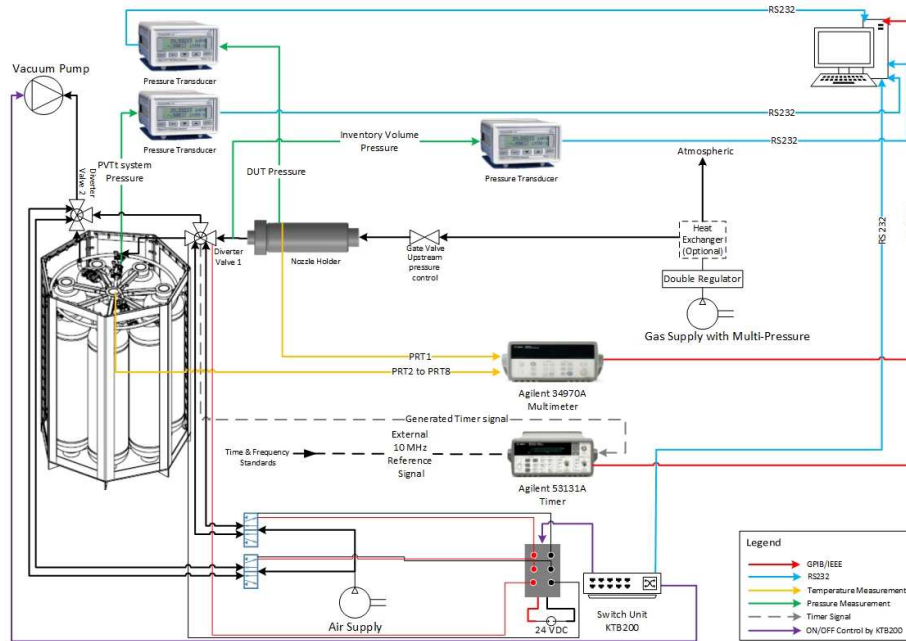 RS232
Pressure Transducer
Vacuum Pump
Pressure Transducer
RS232
Inventory Volume
Pressure
Pressure Transducer
RS232
Atmospheric
PVTt system
Pressure
DUT Pressure
Diverter
Valve 2
RS 232
Diverter
Valve 1
Nozzle Holder
Gate Valve
Upstream
pressure
control
Heat
Exchanger
(Optional)
Double Regulator
Gas Supply with Multi-Pressure
PRT1
PRT2 to PRT8
Agilent 34970A
Multimeter
Generated Timer signal
Time & Frequency
Standards
External
10 MHz
Reference
Signal
Agilent 53131A
Timer
Air Supply
24 VDC
Switch Unit
KTB200
Legend
GPIB/IEEE
RS232
Temperature Measurement
Pressure Measurement
Timer Signal
ON/OFF Control by KTB200